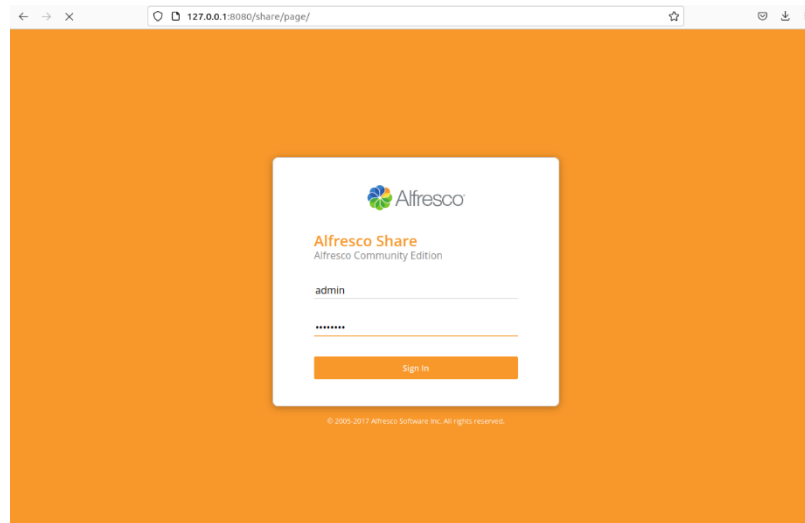 127.0.0.1:8080/share/page/
Alfresco
Alfresco Share
Alfresco Community Edition
admin
••••••••
Sign In
© 2005-2017 Alfresco Software Inc. All rights reserved.